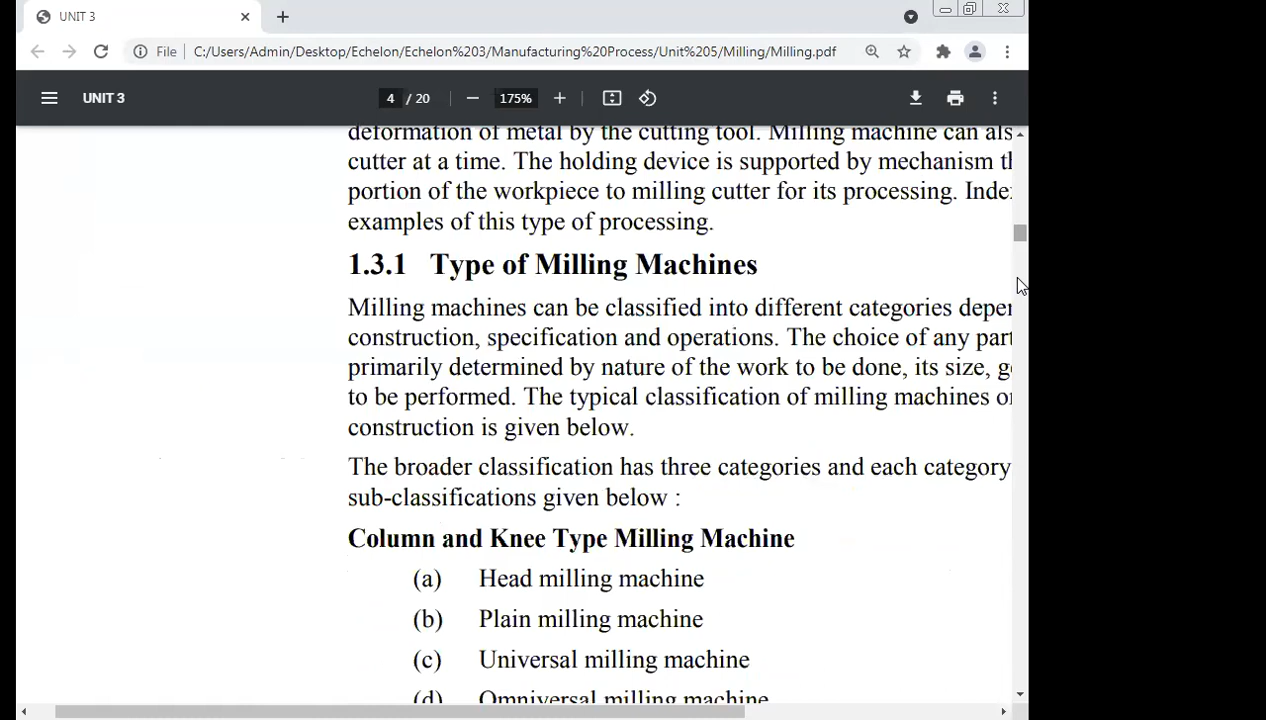 UNIT 3
File C:/Users/Admin/Desktop/Echelon/Echelon%203/Manufacturing%20Process/Unit%205/Milling/Milling.pdf
UNIT 3 4 / 20 175%
deformation of metal by the cutting tool. Milling machine can als
cutter at a time. The holding device is supported by mechanism th
portion of the workpiece to milling cutter for its processing. Inde
examples of this type of processing.
1.3.1 Type of Milling Machines
Milling machines can be classified into different categories deper
construction, specification and operations. The choice of any part
primarily determined by nature of the work to be done, its size, ge
to be performed. The typical classification of milling machines o
construction is given below.
The broader classification has three categories and each category
sub-classifications given below :
Column and Knee Type Milling Machine
(a) Head milling machine
(b) Plain milling machine
(c) Universal milling machine
(d) Omniversal milling machine